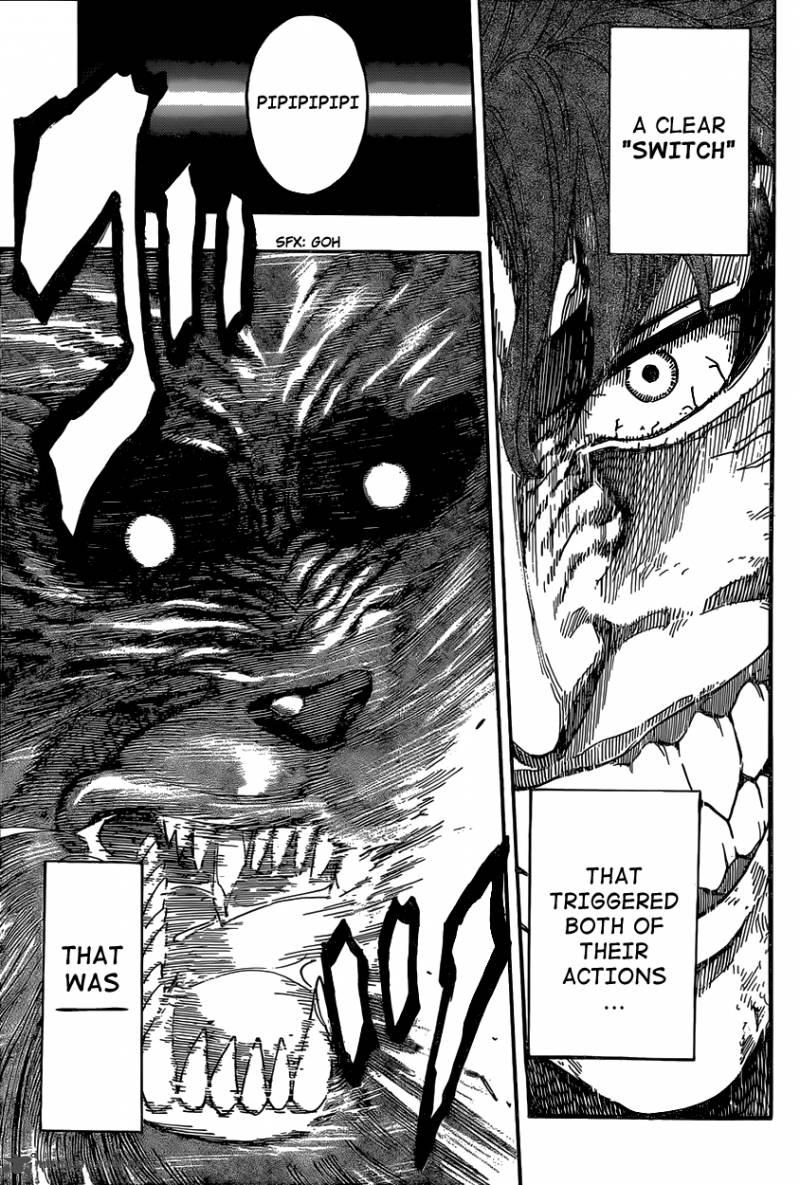 A CLEAR
"SWITCH"
THAT
TRIGGERED
BOTH OF
THEIR
ACTIONS
...
PIPIPIPIPI
SFX: GOH
THAT
WAS